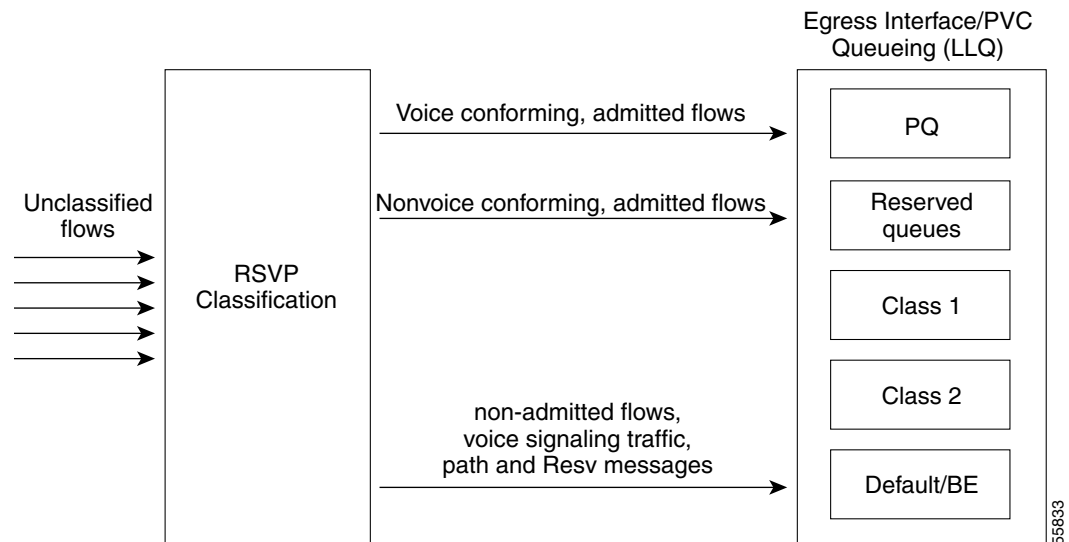 Egress Interface/PVC
Queueing (LLQ)
Voice conforming, admitted flows
PQ
Unclassified
flows
Nonvoice conforming, admitted flows
Reserved
queues
RSVP
Classification
Class 1
Class 2
non-admitted flows,
voice signaling traffic,
path and Resv messages
Default/BE
55833